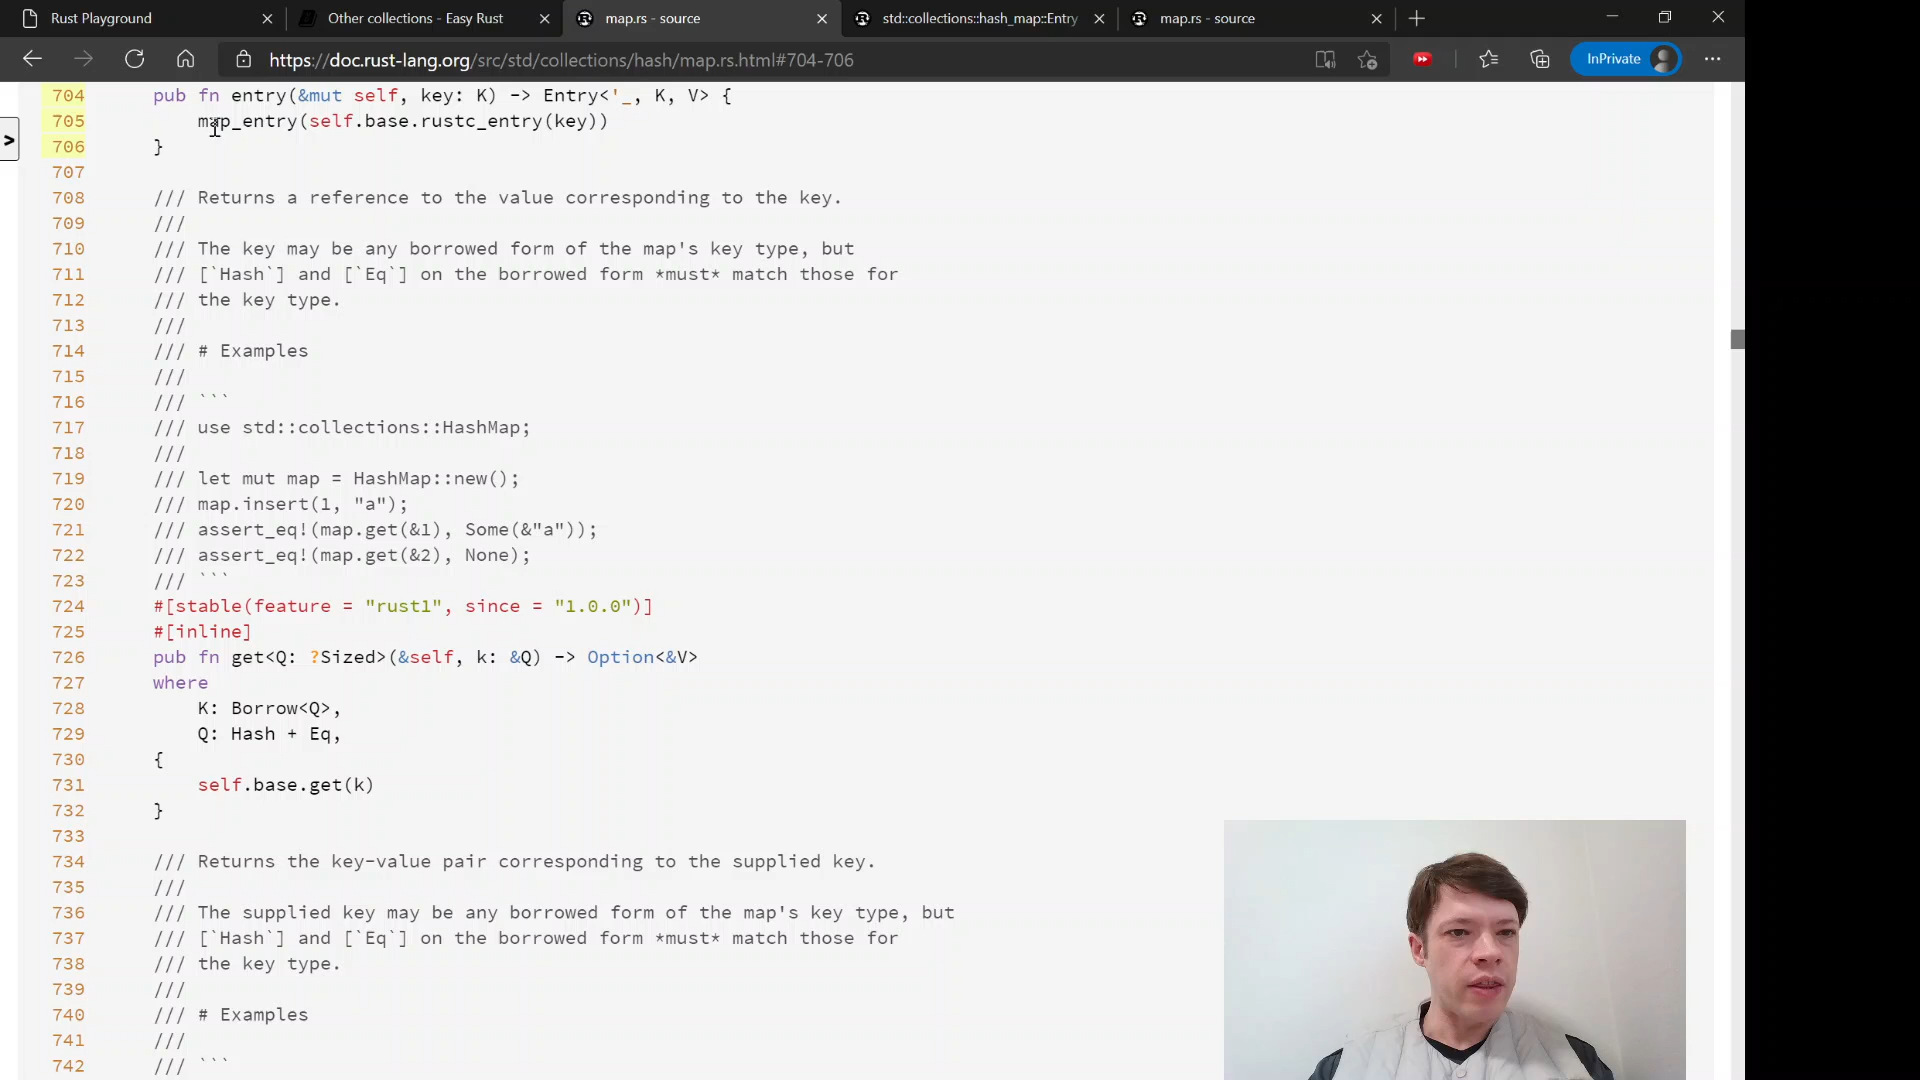 Rust Playground
Other collections - Easy Rust
map.rs - source
std::collections::hash_map::Entry
map.rs - source
https://doc.rust-lang.org/src/std/collections/hash/map.rs.html#704-706
InPrivate
>
704 pub fn entry(&mut self, key: K) -> Entry<'_, K, V> {
705 map_entry(self.base.rustc_entry(key))
706 }
707
708 /// Returns a reference to the value corresponding to the key.
709 ///
710 /// The key may be any borrowed form of the map's key type, but
711 /// [`Hash`] and [`Eq`] on the borrowed form *must* match those for
712 /// the key type.
713 ///
714 /// # Examples
715 ///
716 /// ```
717 /// use std::collections::HashMap;
718 ///
719 /// let mut map = HashMap::new();
720 /// map.insert(1, "a");
721 /// assert_eq!(map.get(&1), Some(&"a"));
722 /// assert_eq!(map.get(&2), None);
723 /// ```
724 #[stable(feature = "rust1", since = "1.0.0")]
725 #[inline]
726 pub fn get<Q: ?Sized>(&self, k: &Q) -> Option<&V>
727 where
728 K: Borrow<Q>,
729 Q: Hash + Eq,
730 {
731 self.base.get(k)
732 }
733
734 /// Returns the key-value pair corresponding to the supplied key.
735 ///
736 /// The supplied key may be any borrowed form of the map's key type, but
737 /// [`Hash`] and [`Eq`] on the borrowed form *must* match those for
738 /// the key type.
739 ///
740 /// # Examples
741 ///
742 /// ```